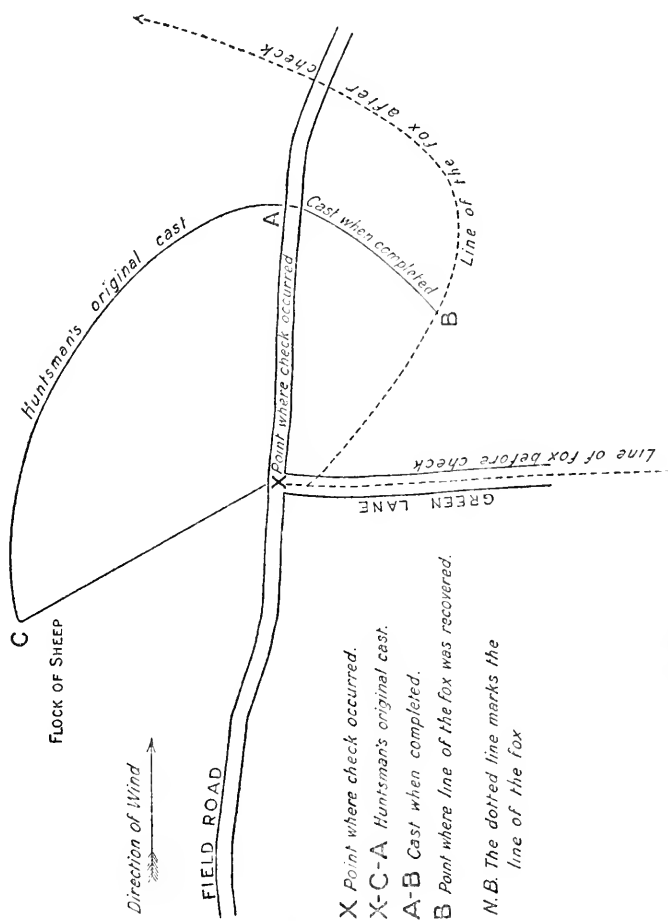 C
FLOCK OF SHEEP
Huntsman's original cast
Direction of Wind
FIELD ROAD
X
Point where check occurred
A
Cast when completed
B
Line of the fox after check
GREEN LANE
Line of fox before check
X Point where check occurred.
X-C-A Huntsman's original cast.
A-B Cast when completed.
B Point where line of the fox was recovered.
N.B. The dotted line marks the
line of the fox